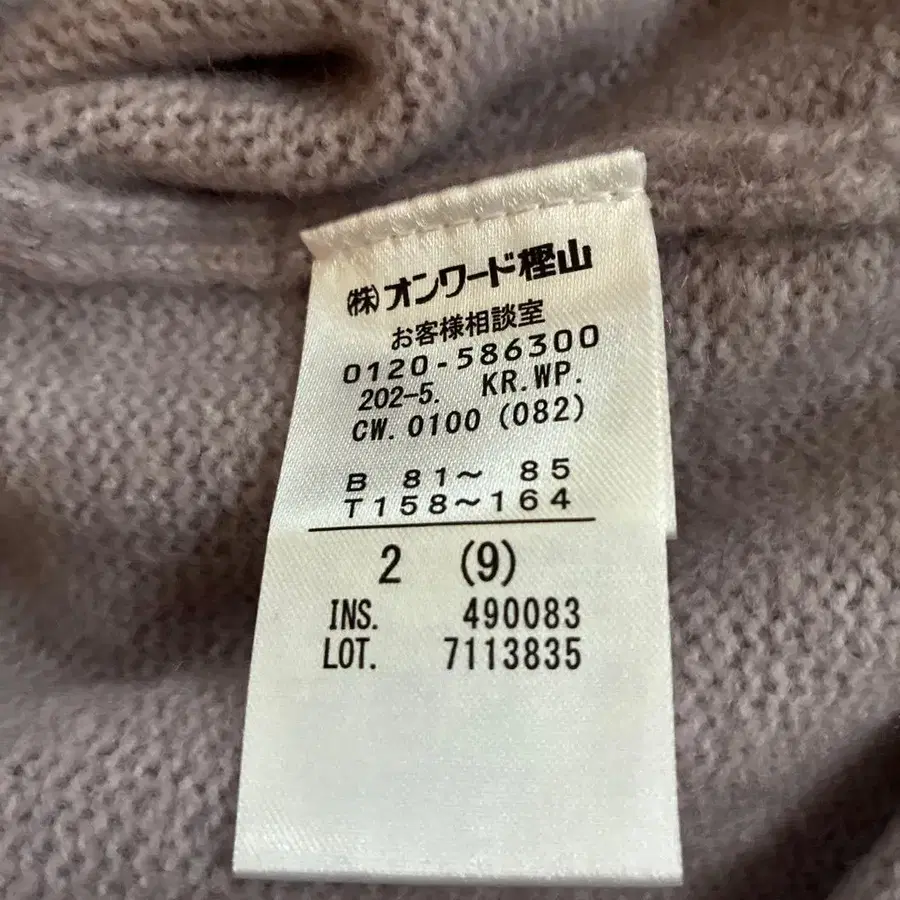 ㈱オンワード樫山
お客様相談室
0120-586300
202-5. KR.WP.
CW.0100 (082)
B 81～ 85
T158～164
2 (9)
INS. 490083
LOT. 7113835